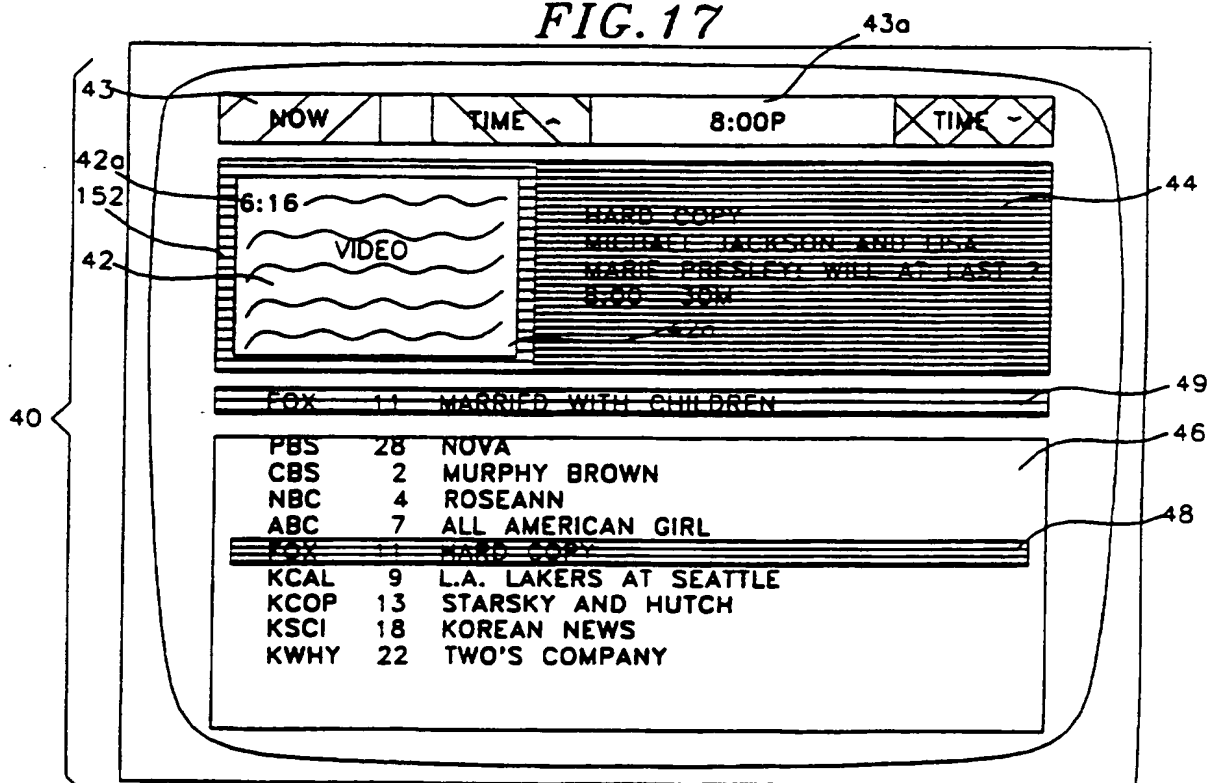 FIG.17
43a
43
NOW TIME ~ 8:00P TIME ~
42a
6:16
44
152
HARD COPY
MICHAEL JACKSON AND LISA
VIDEO
42
MARIE PRESLEY: WILL AT LAST ?
8:00 30M
40
FOX 11 MARRIED WITH CHILDREN
49
46
PBS 28 NOVA
CBS 2 MURPHY BROWN
NBC 4 ROSEANN
ABC 7 ALL AMERICAN GIRL
48
FOX 11 HARD COPY
KCAL 9 L.A. LAKERS AT SEATTLE
KCOP 13 STARSKY AND HUTCH
KSCI 18 KOREAN NEWS
KWHY 22 TWO'S COMPANY